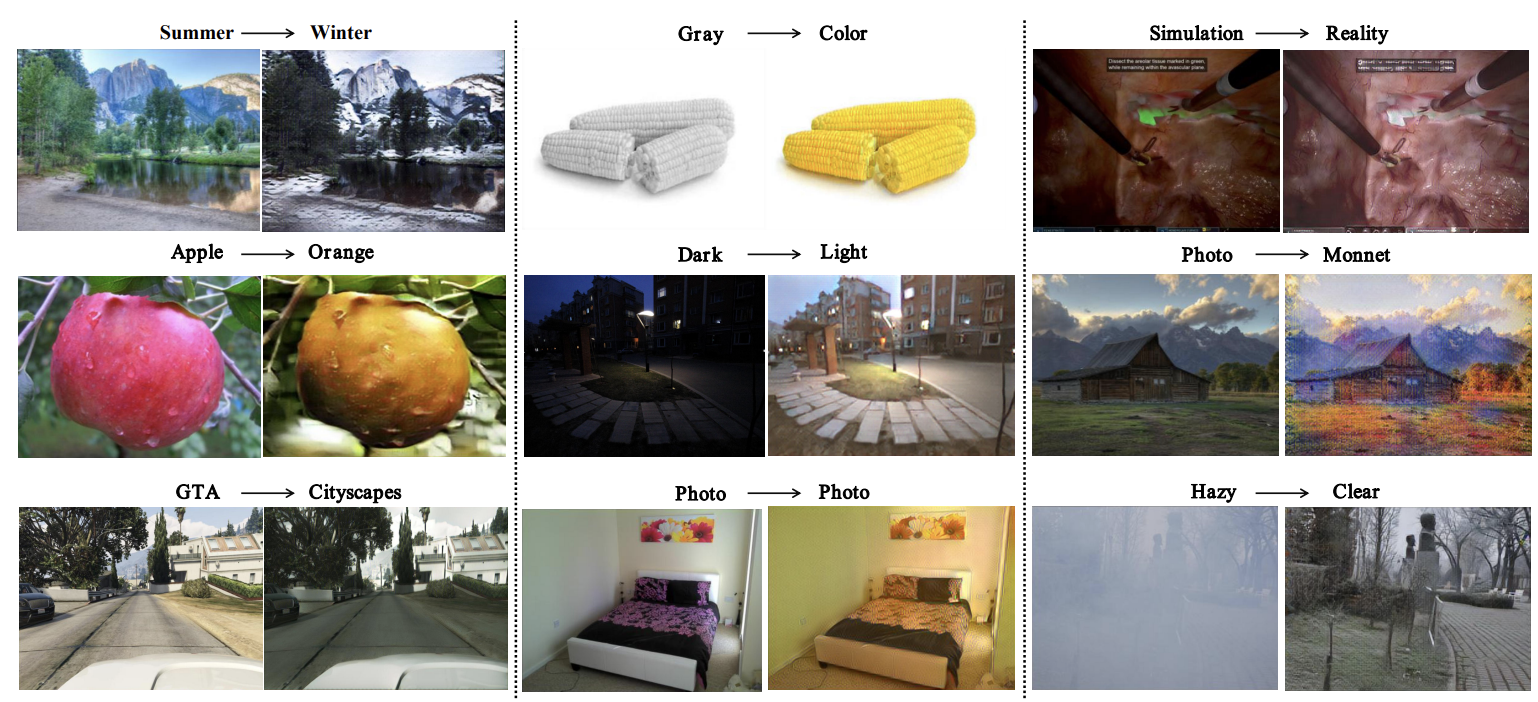 Summer → Winter
Gray → Color
Simulation → Reality
Dissect the areolar tissue marked in green,
while remaining within the avascular plane.
Apple → Orange
Dark → Light
Photo → Monnet
GTA → Cityscapes
Photo → Photo
Hazy → Clear